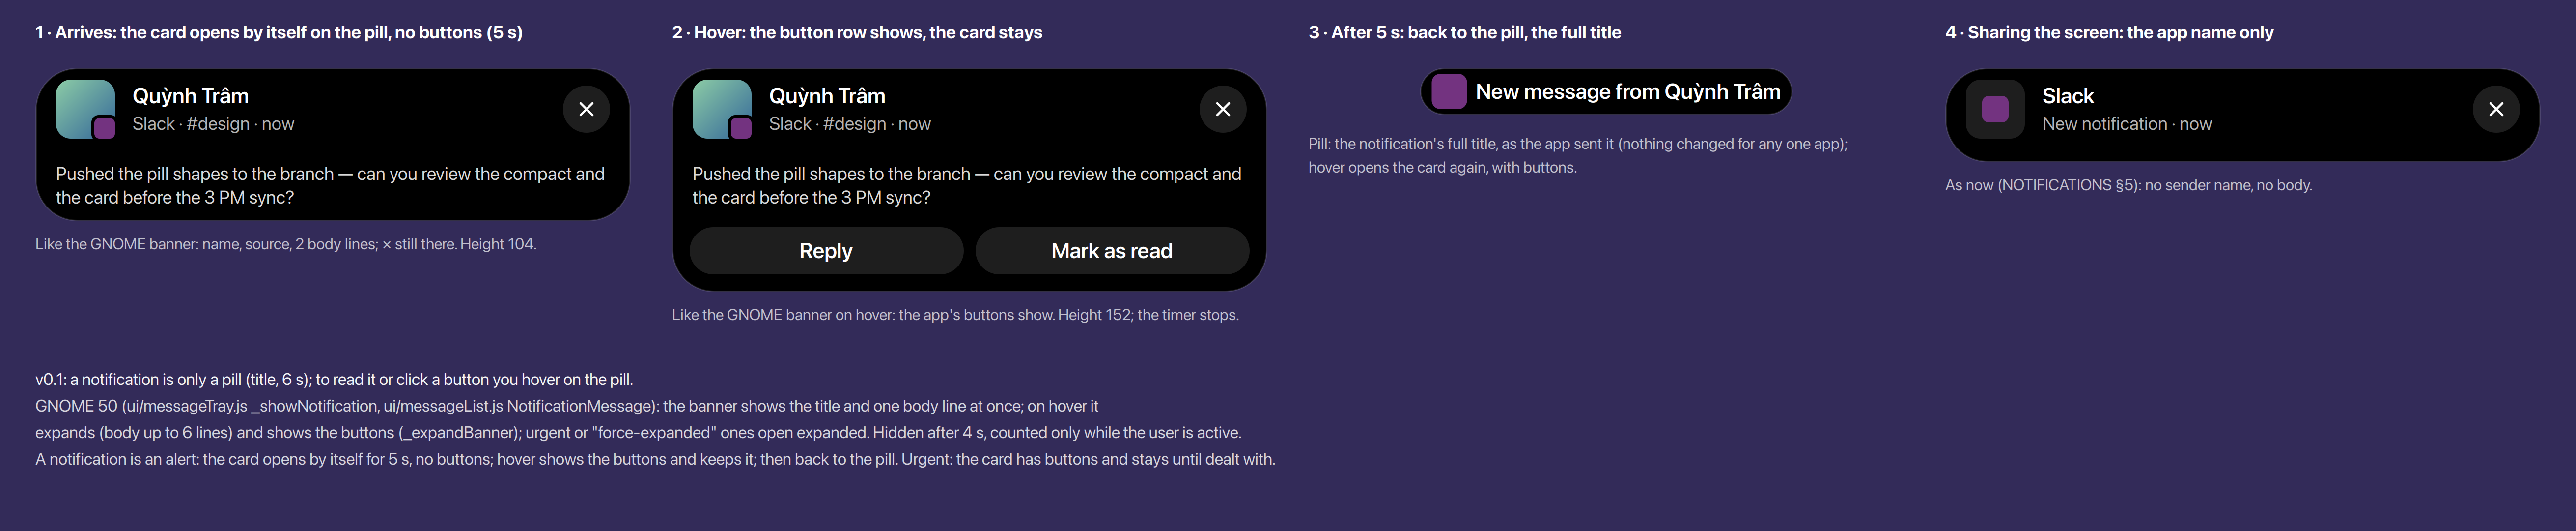 1 · Arrives: the card opens by itself on the pill, no buttons (5 s)
Quỳnh Trâm
Slack · #design · now
Pushed the pill shapes to the branch — can you review the compact and
the card before the 3 PM sync?
Like the GNOME banner: name, source, 2 body lines; × still there. Height 104.
2 · Hover: the button row shows, the card stays
Quỳnh Trâm
Slack · #design · now
Pushed the pill shapes to the branch — can you review the compact and
the card before the 3 PM sync?
Reply
Mark as read
Like the GNOME banner on hover: the app's buttons show. Height 152; the timer stops.
3 · After 5 s: back to the pill, the full title
New message from Quỳnh Trâm
Pill: the notification's full title, as the app sent it (nothing changed for any one app);
hover opens the card again, with buttons.
4 · Sharing the screen: the app name only
Slack
New notification · now
As now (NOTIFICATIONS §5): no sender name, no body.
v0.1: a notification is only a pill (title, 6 s); to read it or click a button you hover on the pill.
GNOME 50 (ui/messageTray.js _showNotification, ui/messageList.js NotificationMessage): the banner shows the title and one body line at once; on hover it
expands (body up to 6 lines) and shows the buttons (_expandBanner); urgent or "force-expanded" ones open expanded. Hidden after 4 s, counted only while the user is active.
A notification is an alert: the card opens by itself for 5 s, no buttons; hover shows the buttons and keeps it; then back to the pill. Urgent: the card has buttons and stays until dealt with.